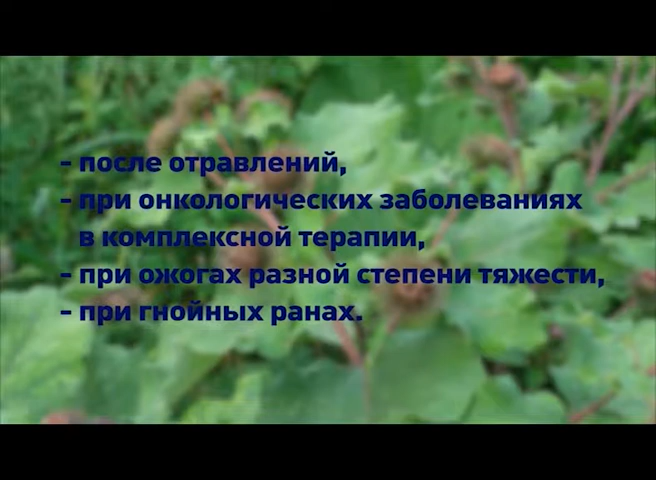 - после отравлений,
- при онкологических заболеваниях
в комплексной терапии,
- при ожогах разной степени тяжести,
- при гнойных ранах.